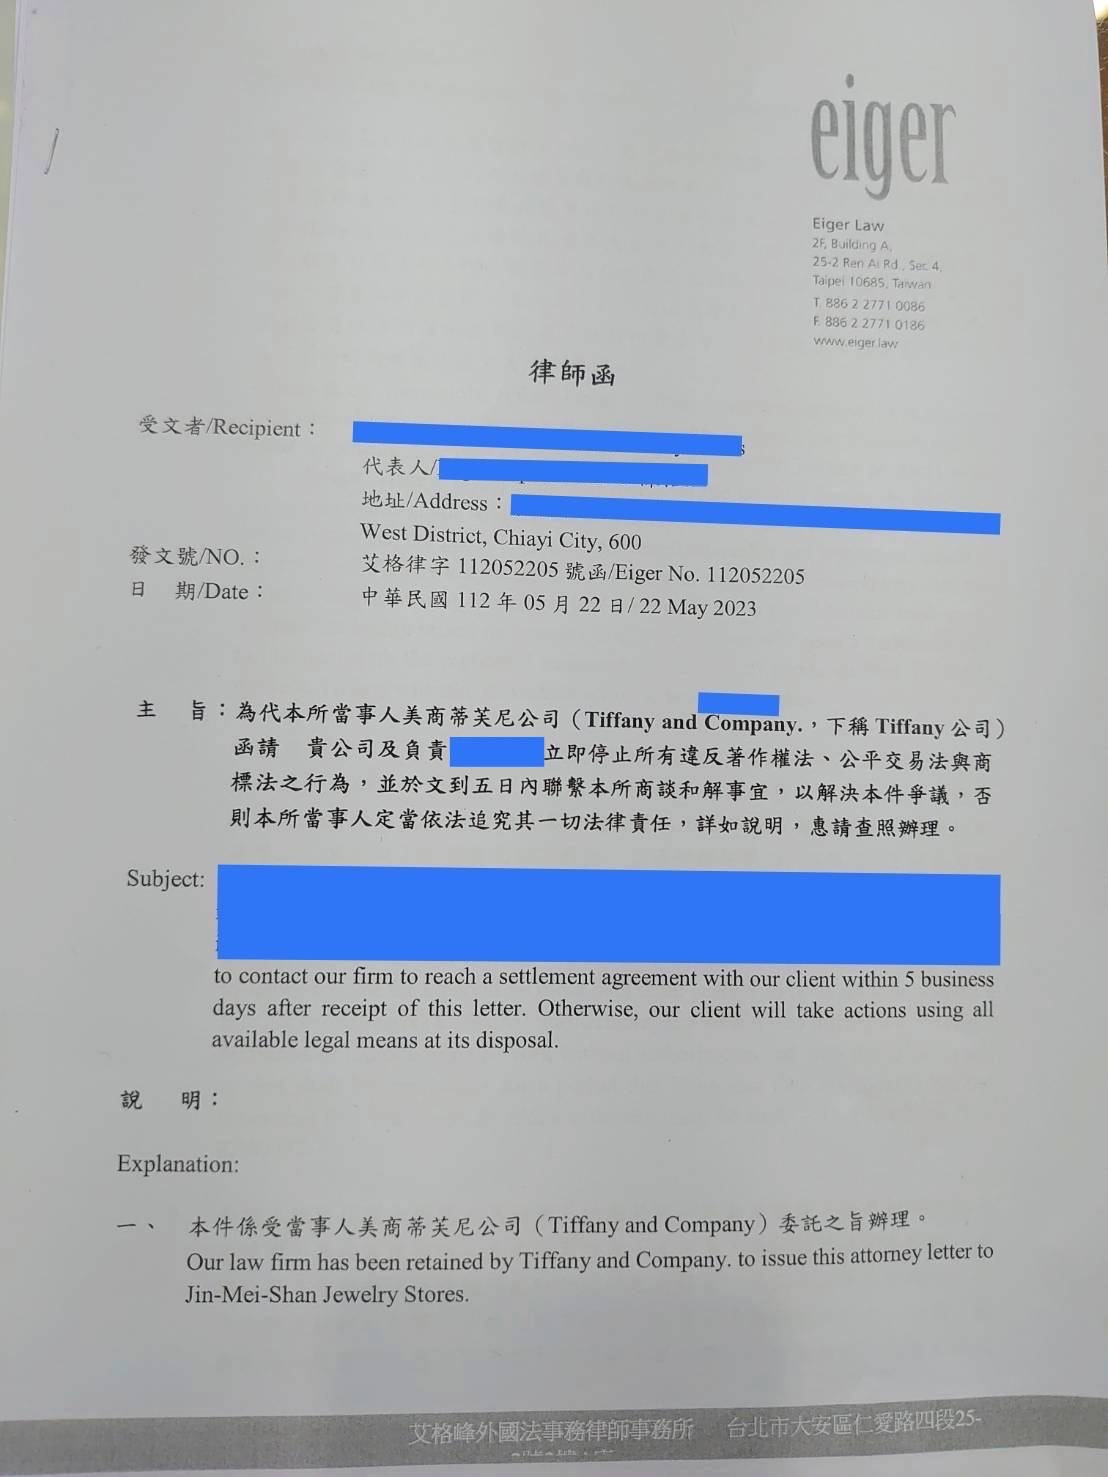 eiger
Eiger Law
2F, Building A,
25-2 Ren Ai Rd., Sec. 4,
Taipei 10685, Taiwan
T. 886 2 2771 0086
F. 886 2 2771 0186
www.eiger.law
律師函
受文者/Recipient：
代表人/
地址/Address：
West District, Chiayi City, 600
發文號/NO.： 艾格律字 112052205 號函/Eiger No. 112052205
日 期/Date： 中華民國 112 年 05 月 22 日/ 22 May 2023
主 旨：為代本所當事人美商蒂芙尼公司（Tiffany and Company.，下稱 Tiffany 公司）
函請 貴公司及負責 立即停止所有違反著作權法、公平交易法與商
標法之行為，並於文到五日內聯繫本所商談和解事宜，以解決本件爭議，否
則本所當事人定當依法追究其一切法律責任，詳如說明，惠請查照辦理。
Subject:
to contact our firm to reach a settlement agreement with our client within 5 business
days after receipt of this letter. Otherwise, our client will take actions using all
available legal means at its disposal.
說 明：
Explanation:
一、 本件係受當事人美商蒂芙尼公司（Tiffany and Company）委託之旨辦理。
Our law firm has been retained by Tiffany and Company. to issue this attorney letter to
Jin-Mei-Shan Jewelry Stores.
艾格峰外國法事務律師事務所 台北市大安區仁愛路四段25-